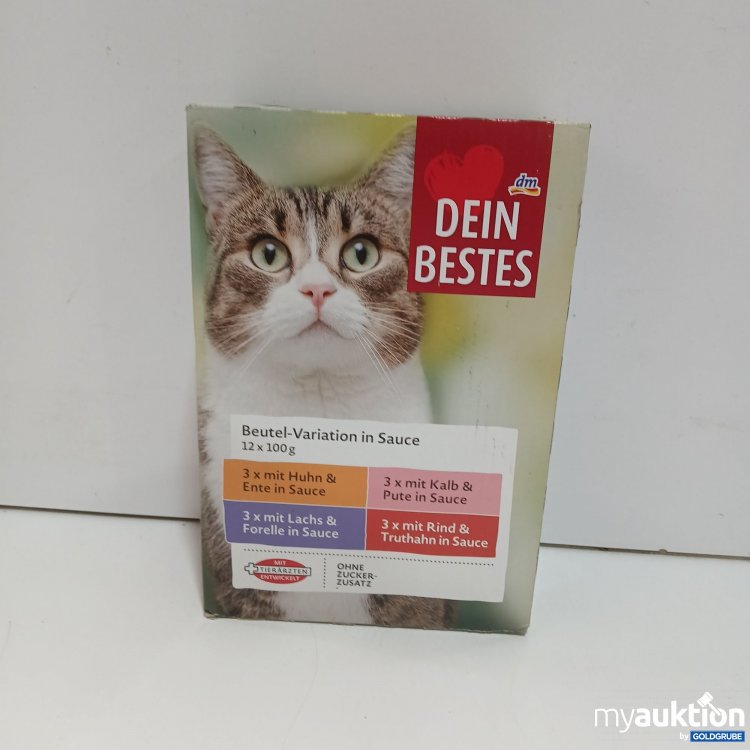 dm
DEIN
BESTES
Beutel-Variation in Sauce
12 x 100g
3 x mit Huhn &
Ente in Sauce
3 x mit Kalb &
Pute in Sauce
3 x mit Lachs &
Forelle in Sauce
3 x mit Rind &
Truthahn in Sauce
MIT
TIERÄRZTEN
ENTWICKELT
OHNE
ZUCKER-
ZUSATZ
myauktion
by GOLDGRUBE